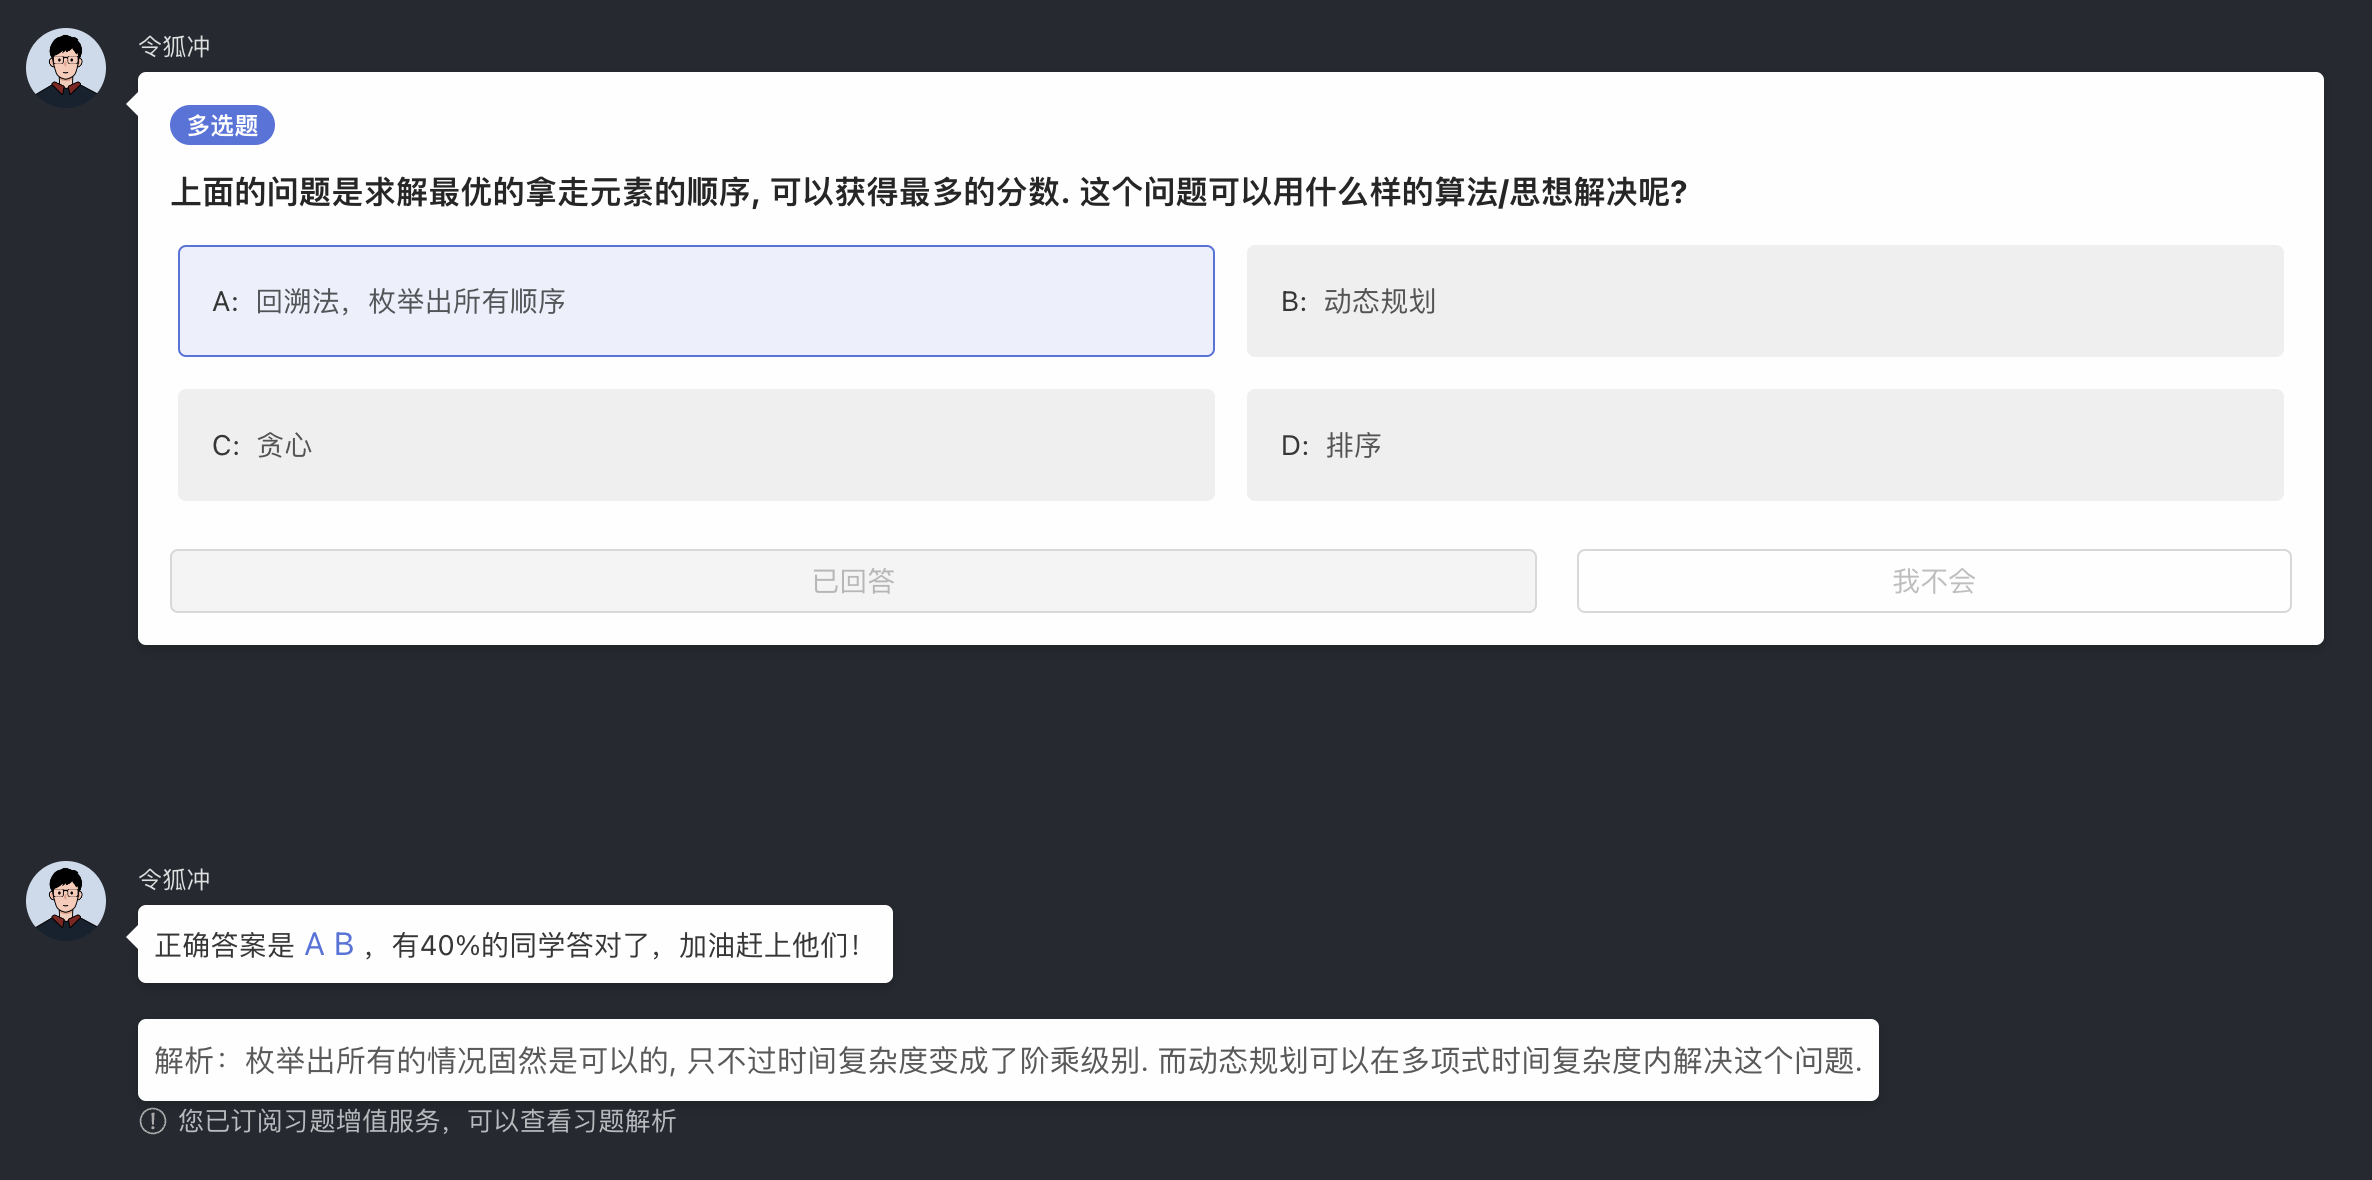 令狐冲
多选题
上面的问题是求解最优的拿走元素的顺序, 可以获得最多的分数. 这个问题可以用什么样的算法/思想解决呢?
A: 回溯法，枚举出所有顺序
B: 动态规划
C: 贪心
D: 排序
已回答
我不会
令狐冲
正确答案是 A B ，有40%的同学答对了，加油赶上他们！
解析：枚举出所有的情况固然是可以的, 只不过时间复杂度变成了阶乘级别. 而动态规划可以在多项式时间复杂度内解决这个问题.
您已订阅习题增值服务，可以查看习题解析